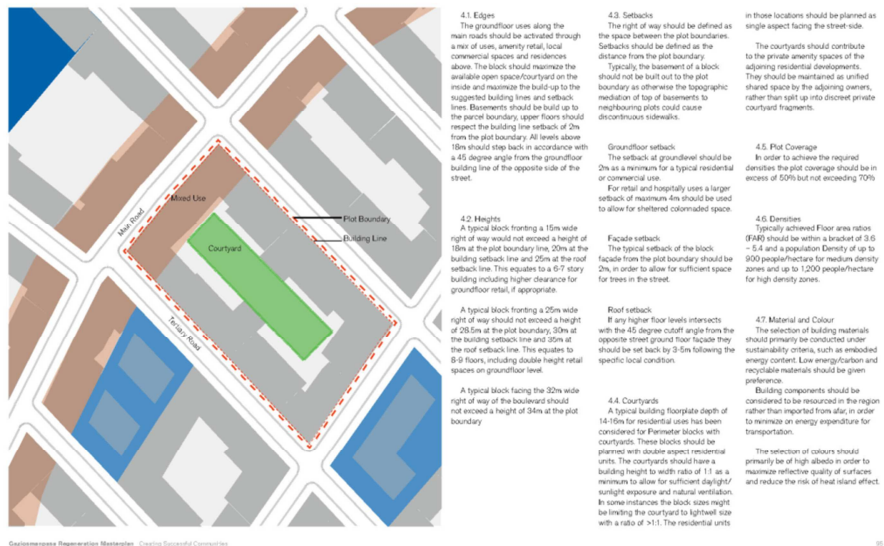 Main Road
Mixed Use
Courtyard
Plot Boundary
Building Line
Tertiary Road
4.1. Edges
The groundfloor uses along the
main roads should be activated through
a mix of uses, amenity retail, local
commercial spaces and residences
above. The block should maximize the
available open space/courtyard on the
inside and maximize the build-up to the
suggested building lines and setback
lines. Basements should be build up to
the parcel boundary, upper floors should
respect the building line setback of 2m
from the plot boundary. All levels above
18m should step back in accordance with
a 45 degree angle from the groundfloor
building line of the opposite side of the
street.
4.2. Heights
A typical block fronting a 15m wide
right of way would not exceed a height of
18m at the plot boundary, 20m at the
building setback line and 25m at the roof
setback line. This equates to a 6-7 story
building including higher clearance for
groundfloor retail, if appropriate.
A typical block fronting a 25m wide
right of way should not exceed a height
of 28.5m at the plot boundary, 30m at
the building setback line and 35m at
the roof setback line. This equates to
8-9 floors, including double height retail
spaces on groundlevel.
A typical block facing the 32m wide
right of way of the boulevard should
not exceed a height of 34m at the plot
boundary
4.3. Setbacks
The right of way should be defined as
the space between the plot boundaries.
Setbacks should be defined as the
distance from the plot boundary.
Typically, the basement of a block
should not be built out to the plot
boundary as otherwise the topographic
mediation of top of basements to
neighbouring plots could cause
discontinuous sidewalks.
Groundfloor setback
The setback at groundlevel should be
2m as a minimum for a typical residential
or commercial use.
For retail and hospitality uses a larger
setback of maximum 4m should be used
to allow for sheltered colonnaded space.
Façade setback
The typical setback of the block
façade from the plot boundary should be
2m, in order to allow for sufficient space
for trees in the street.
Roof setback
If any higher floor levels intersects
with the 45 degree cutoff angle from the
opposite street ground floor façade they
should be set back by 3-5m following the
specific local condition.
4.4. Courtyards
A typical building floorplate depth of
14-16m for residential uses has been
considered for Perimeter blocks with
courtyards. These blocks should be
planned with double aspect residential
units. The courtyards should have a
building height to width ratio of 1:1 as a
minimum to allow for sufficient daylight/
sunlight exposure and natural ventilation.
In some instances the block sizes might
be limiting the courtyard to lightwell size
with a ratio of >1:1. The residential units
in those locations should be planned as
single aspect facing the street-side.
The courtyards should contribute
to the private amenity spaces of the
adjoining residential developments.
They should be maintained as unified
shared space by the adjoining owners,
rather than split up into discreet private
courtyard fragments.
4.5. Plot Coverage
In order to achieve the required
densities the plot coverage should be in
excess of 50% but not exceeding 70%
4.6. Densities
Typically achieved Floor area ratios
(FAR) should be within a bracket of 3.6
– 5.4 and a population Density of up to
900 people/hectare for medium density
zones and up to 1,200 people/hectare
for high density zones.
4.7. Material and Colour
The selection of building materials
should primarily be conducted under
sustainability criteria, such as embodied
energy content. Low energy/carbon and
recyclable materials should be given
preference.
Building components should be
considered to be resourced in the region
rather than imported from afar, in order
to minimize on energy expenditure for
transportation.
The selection of colours should
primarily be of high albedo in order to
maximize reflective quality of surfaces
and reduce the risk of heat island effect.
Regeneration Masterplan Creating Successful Communities